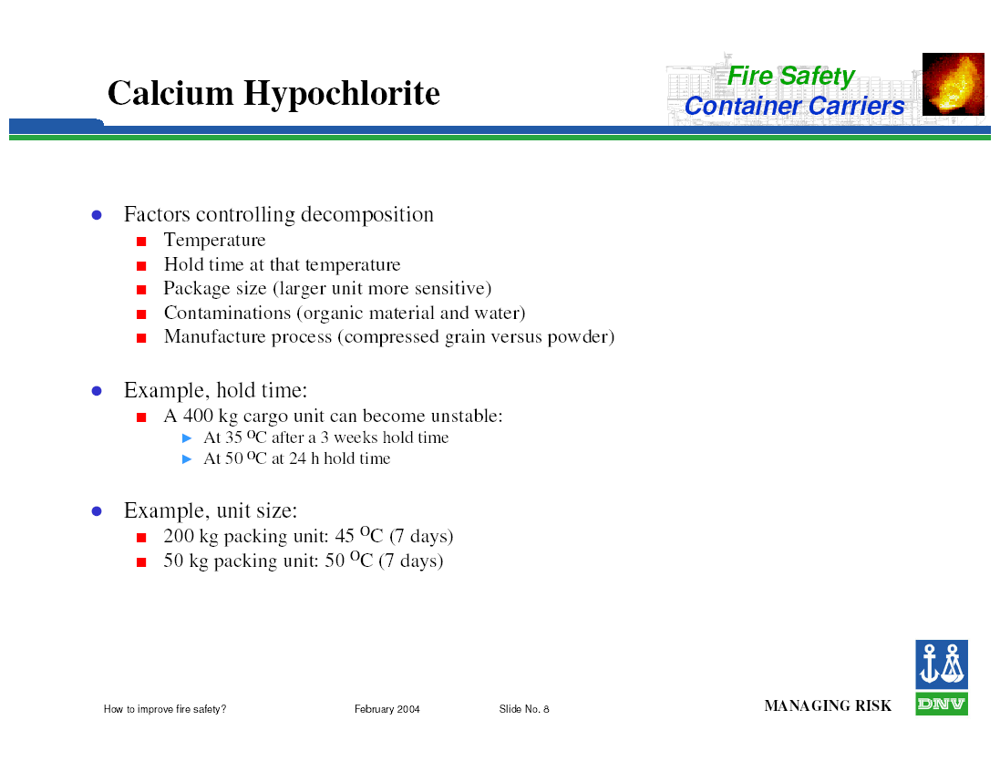 Calcium Hypochlorite
Fire Safety
Container Carriers
Factors controlling decomposition
Temperature
Hold time at that temperature
Package size (larger unit more sensitive)
Contaminations (organic material and water)
Manufacture process (compressed grain versus powder)
Example, hold time:
A 400 kg cargo unit can become unstable:
At 35 ᴼC after a 3 weeks hold time
At 50 ᴼC at 24 h hold time
Example, unit size:
200 kg packing unit: 45 ᴼC (7 days)
50 kg packing unit: 50 ᴼC (7 days)
How to improve fire safety?
February 2004
Slide No. 8
MANAGING RISK
DNV